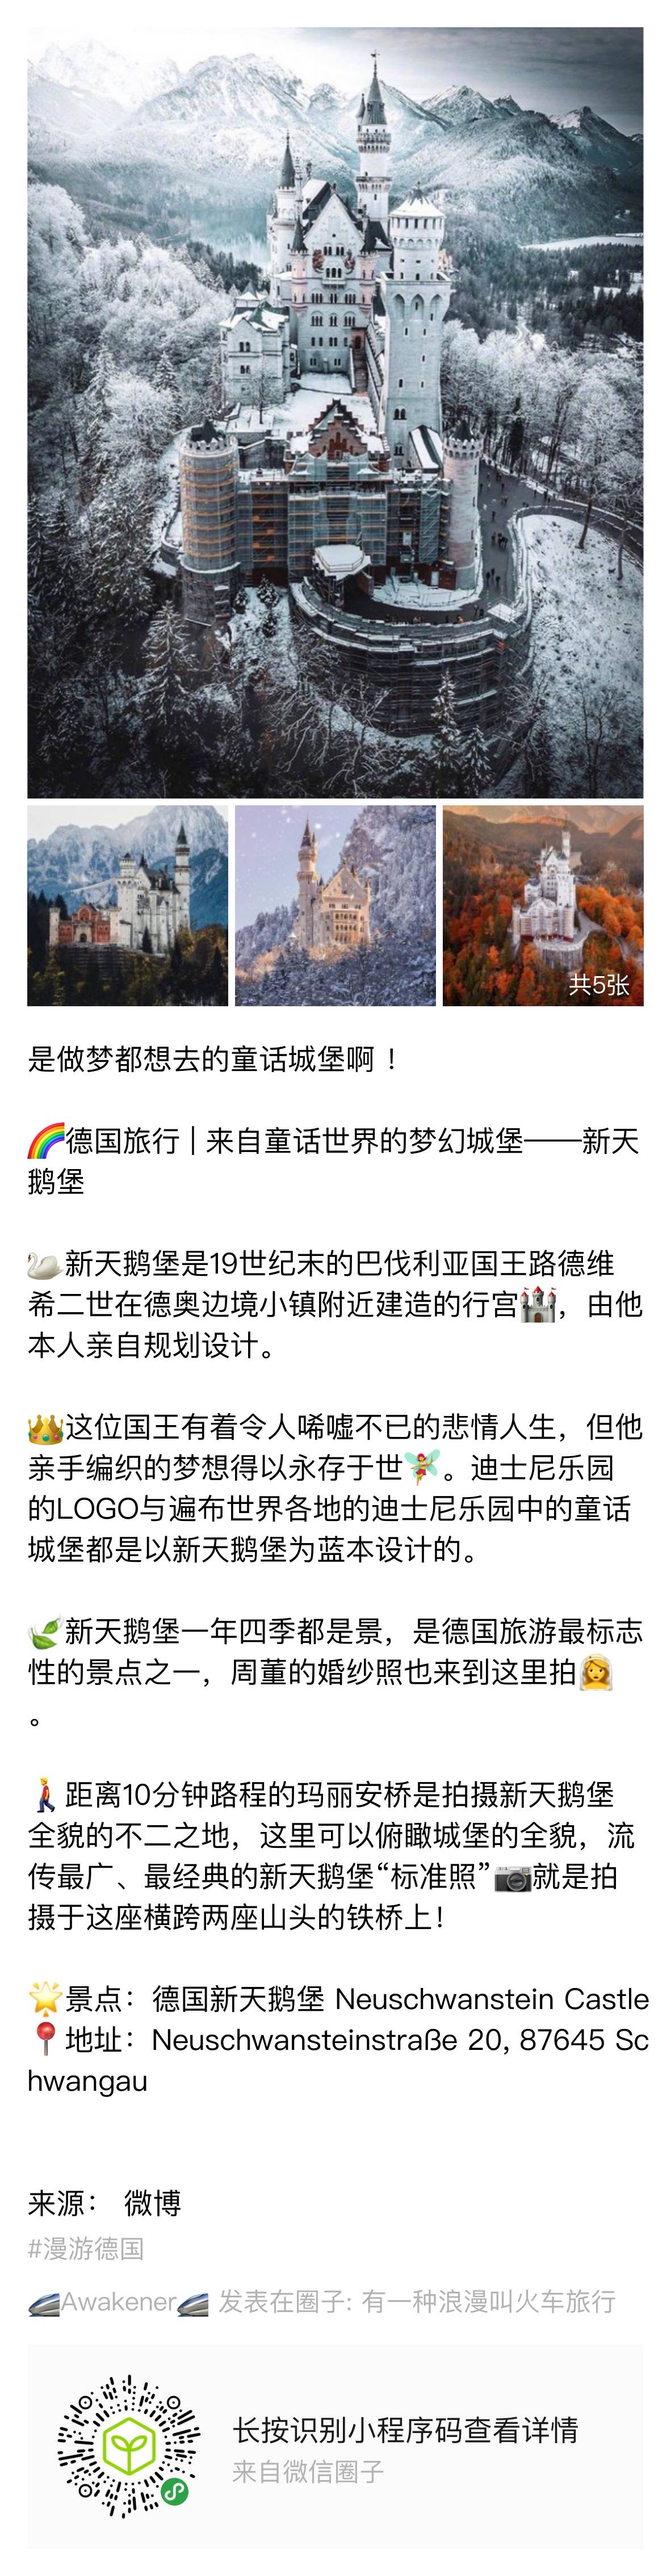 共5张
是做梦都想去的童话城堡啊 !
🌈德国旅行 | 来自童话世界的梦幻城堡——新天
鹅堡
🦢新天鹅堡是19世纪末的巴伐利亚国王路德维
希二世在德奥边境小镇附近建造的行宫🏰，由他
本人亲自规划设计。
👑这位国王有着令人唏嘘不已的悲情人生，但他
亲手编织的梦想得以永存于世🧚。迪士尼乐园
的LOGO与遍布世界各地的迪士尼乐园中的童话
城堡都是以新天鹅堡为蓝本设计的。
🌿新天鹅堡一年四季都是景，是德国旅游最标志
性的景点之一，周董的婚纱照也来到这里拍👰
。
🚶距离10分钟路程的玛丽安桥是拍摄新天鹅堡
全貌的不二之地，这里可以俯瞰城堡的全貌，流
传最广、最经典的新天鹅堡“标准照”📷就是拍
摄于这座横跨两座山头的铁桥上！
🌟景点：德国新天鹅堡 Neuschwanstein Castle
📍地址：Neuschwansteinstraße 20, 87645 Sc
hwangau
来源： 微博
#漫游德国
🚄Awakener🚄 发表在圈子: 有一种浪漫叫火车旅行
长按识别小程序码查看详情
来自微信圈子